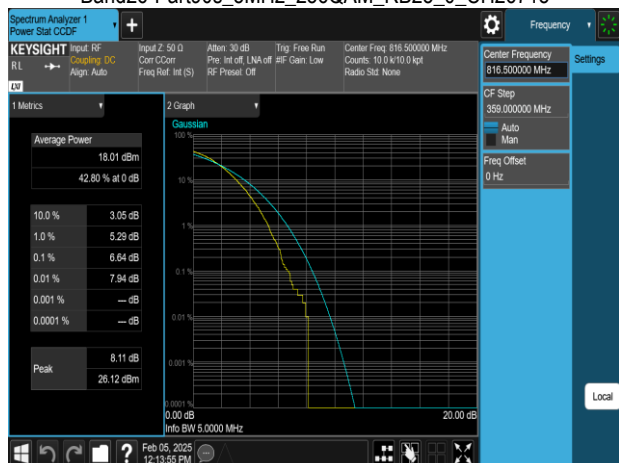 Spectrum Analyzer 1
Power Stat CCDF
Frequency
KEYSIGHT
Input: RF
Coupling: DC
Align: Auto
Input Z: 50 Ω
Corr CCorr
Freq Ref: Int (S)
Atten: 30 dB
Pre: Int off, LNA off
RF Preset: Off
Trig: Free Run
#IF Gain: Low
Center Freq: 816.500000 MHz
Counts: 10.0 k/10.0 kpt
Radio Std: None
RL
LXI
Center Frequency
816.500000 MHz
Settings
CF Step
359.000000 MHz
Auto
Man
Freq Offset
0 Hz
1 Metrics
2 Graph
Average Power
18.01 dBm
42.80 % at 0 dB
10.0 % 3.05 dB
1.0 % 5.29 dB
0.1 % 6.64 dB
0.01 % 7.94 dB
0.001 % --- dB
0.0001 % --- dB
Peak
8.11 dB
26.12 dBm
Gaussian
100 %
10 %
1 %
0.1 %
0.01 %
0.001 %
0.0001 %
0.00 dB
20.00 dB
Info BW 5.0000 MHz
Local
Feb 05, 2025
12:13:55 PM